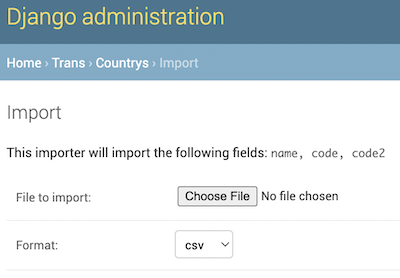 Django administration
Home › Trans › Countrys › Import
Import
This importer will import the following fields: name, code, code2
File to import: Choose File No file chosen
Format: csv